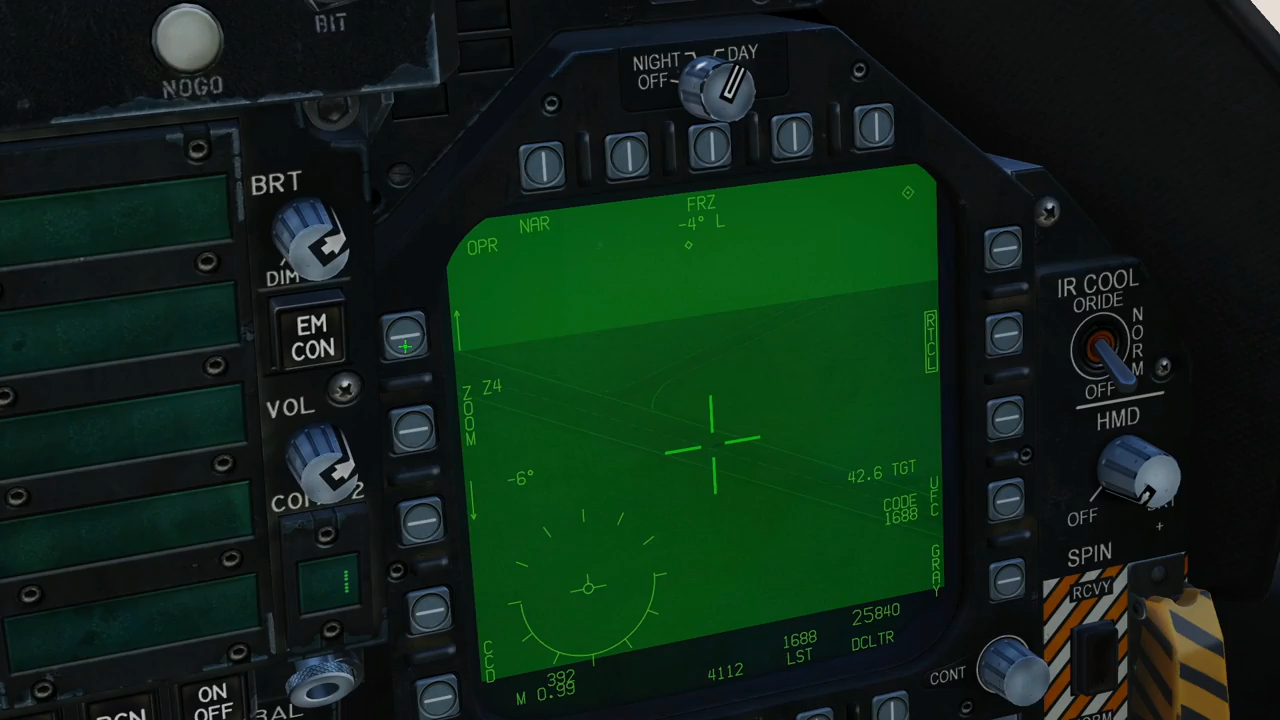 BIT
NOGO
NIGHT
DAY
OFF
BRT
DIM
EM
CON
VOL
ON
OFF
OPR
NAR
FRZ
-4° L
ZOOM
Z4
RTCL
-6°
42.6 TGT
CODE
1688
UFC
GRAY
CCD
392
M 0.99
4112
1688
LST
25840
DCLTR
IR COOL
ORIDE
NORM
OFF
HMD
OFF
SPIN
RCVY
CONT